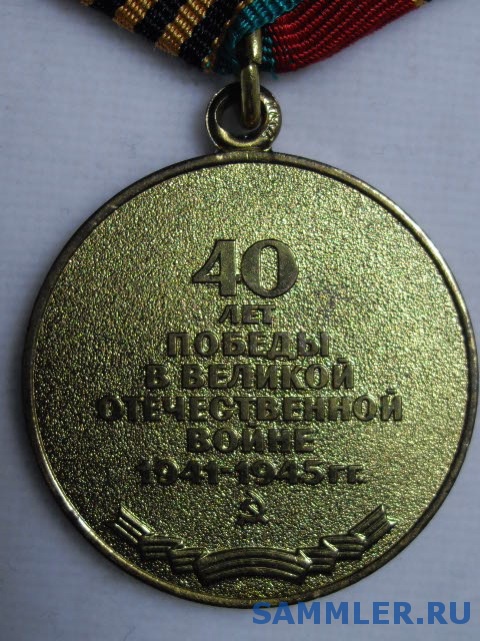 40
ЛЕТ
ПОБЕДЫ
В ВЕЛИКОЙ
ОТЕЧЕСТВЕННОЙ
ВОЙНЕ
1941-1945 ГГ.
SAMMLER.RU